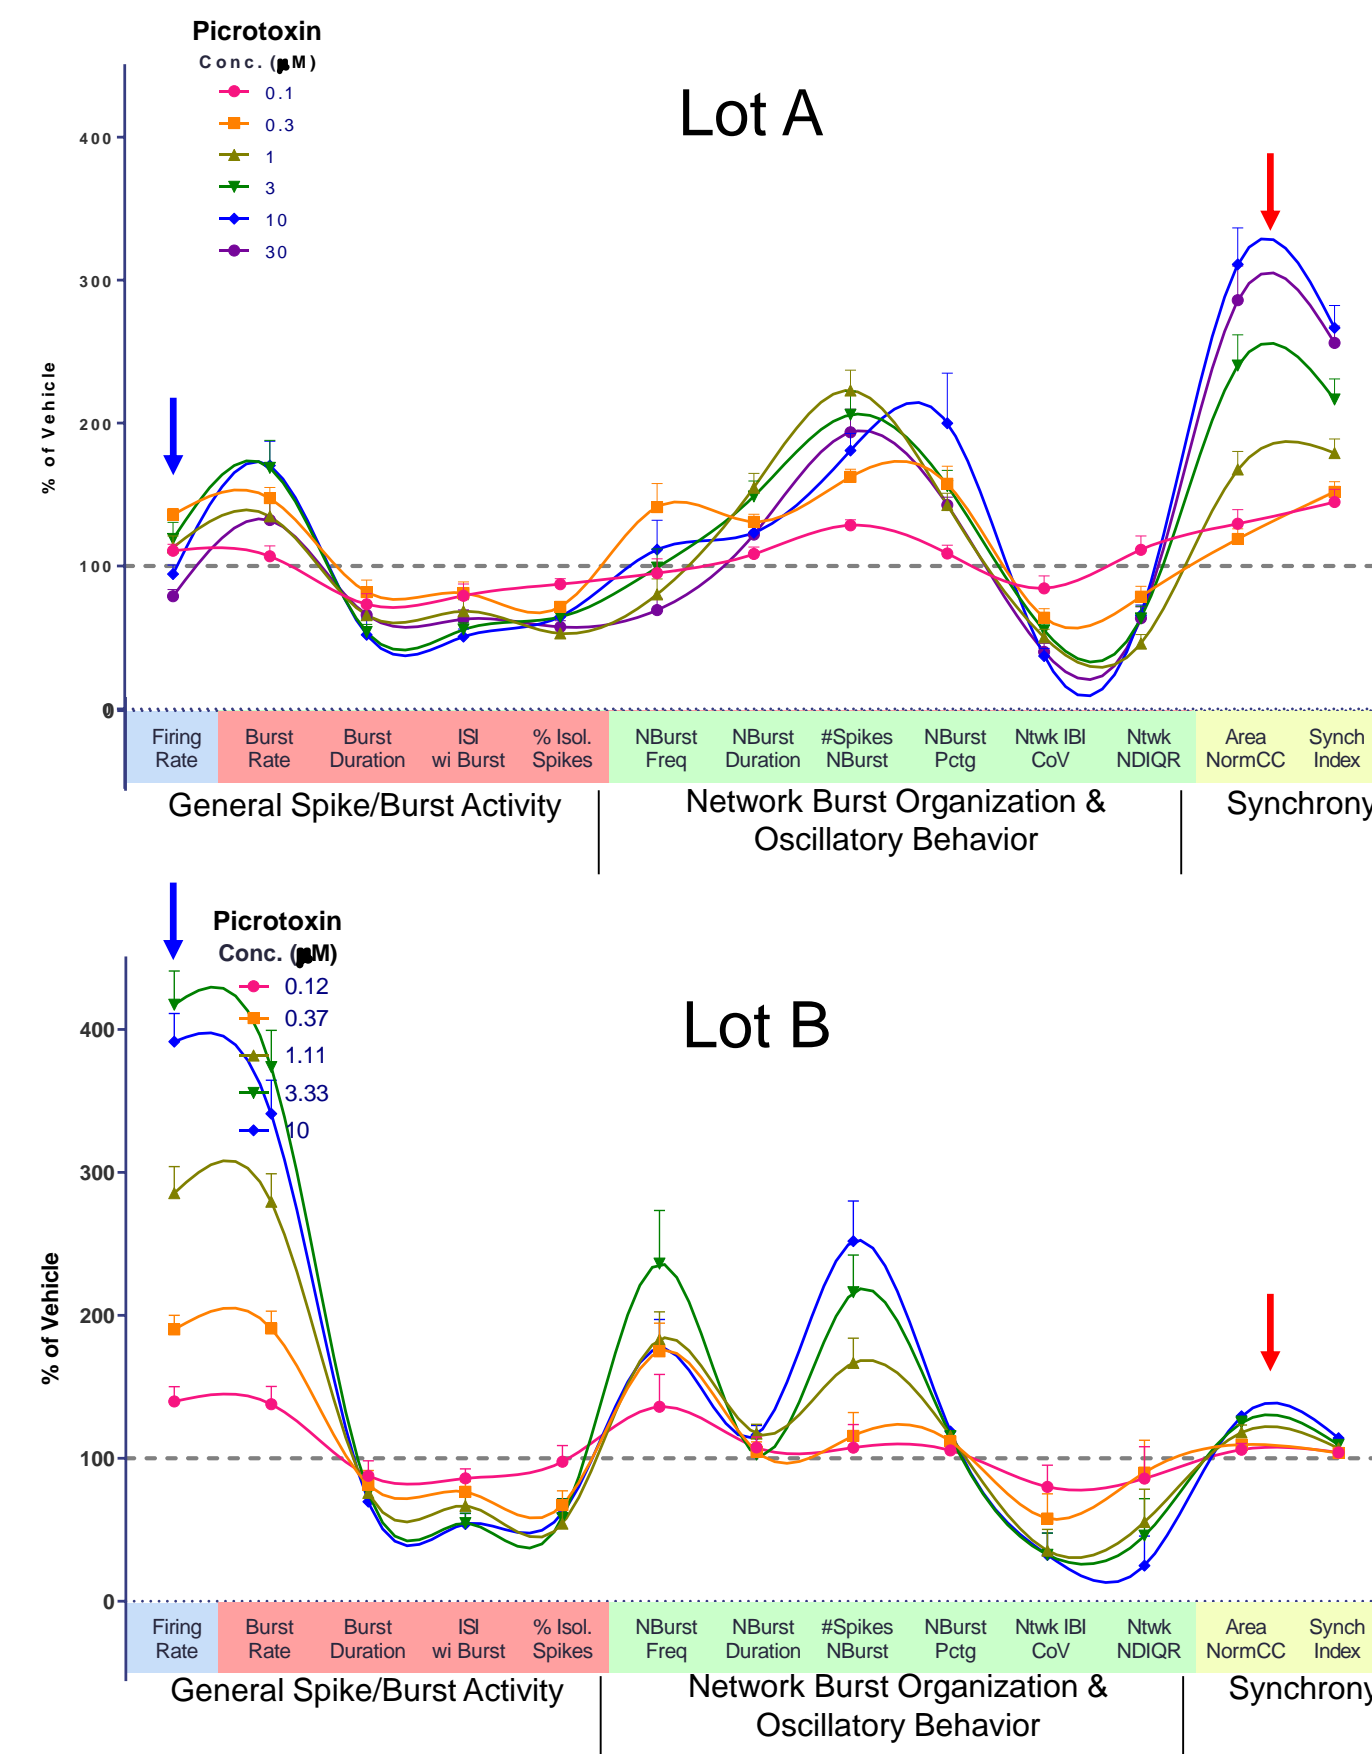 Picrotoxin
Conc. (μM)
0.1
0.3
1
3
10
30
Lot A
% of Vehicle
400
300
200
100
0
Firing Rate
Burst Rate
Burst Duration
ISI wi Burst
% Isol. Spikes
NBurst Freq
NBurst Duration
#Spikes NBurst
NBurst Pctg
Ntwk IBI CoV
Ntwk NDIQR
Area NormCC
Synch Index
General Spike/Burst Activity
Network Burst Organization &
Oscillatory Behavior
Synchrony
Picrotoxin
Conc. (μM)
0.12
0.37
1.11
3.33
10
Lot B
% of Vehicle
400
300
200
100
0
Firing Rate
Burst Rate
Burst Duration
ISI wi Burst
% Isol. Spikes
NBurst Freq
NBurst Duration
#Spikes NBurst
NBurst Pctg
Ntwk IBI CoV
Ntwk NDIQR
Area NormCC
Synch Index
General Spike/Burst Activity
Network Burst Organization &
Oscillatory Behavior
Synchrony